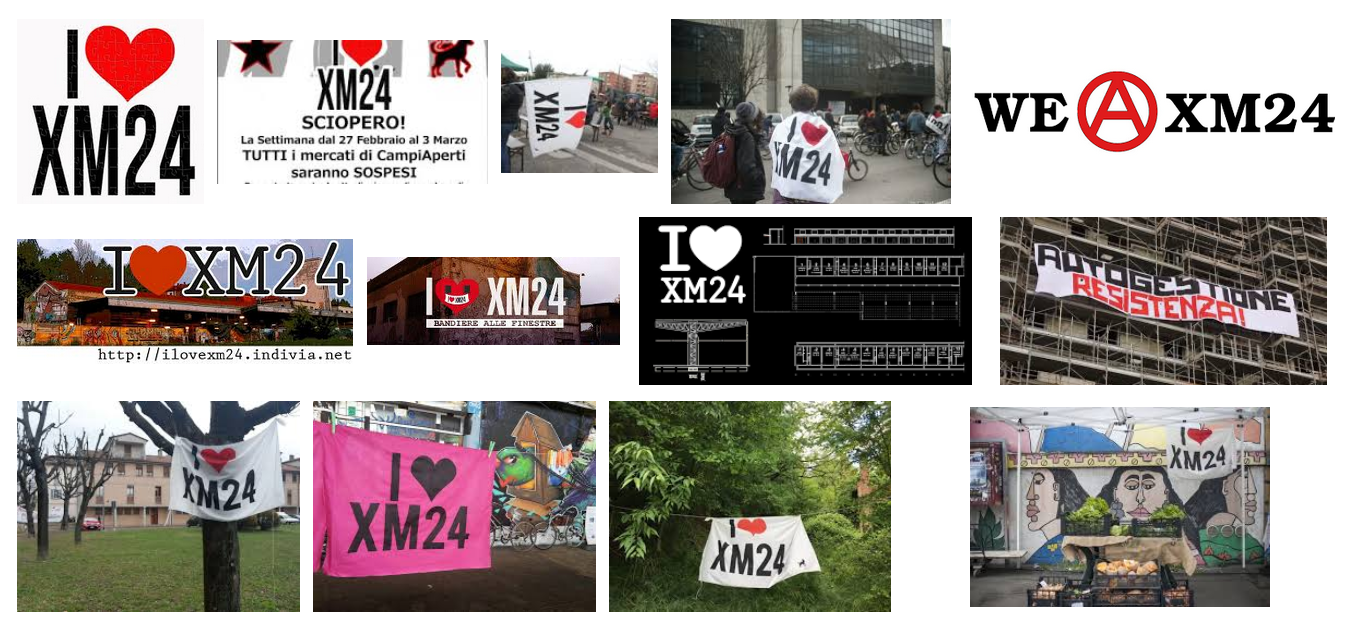 I ♥
XM24
XM24
SCIOPERO!
La Settimana dal 27 Febbraio al 3 Marzo
TUTTI i mercati di CampiAperti
saranno SOSPESI
I ♥
XM24
I ♥
XM24
WE Ⓐ XM24
I ♥ XM24
http://ilovexm24.indivia.net
I ♥ XM24
BANDIERE ALLE FINESTRE
I ♥
XM24
AUTOGESTIONE
RESISTENZA!
I ♥
XM24
I ♥
XM24
I ♥
XM24
I ♥
XM24